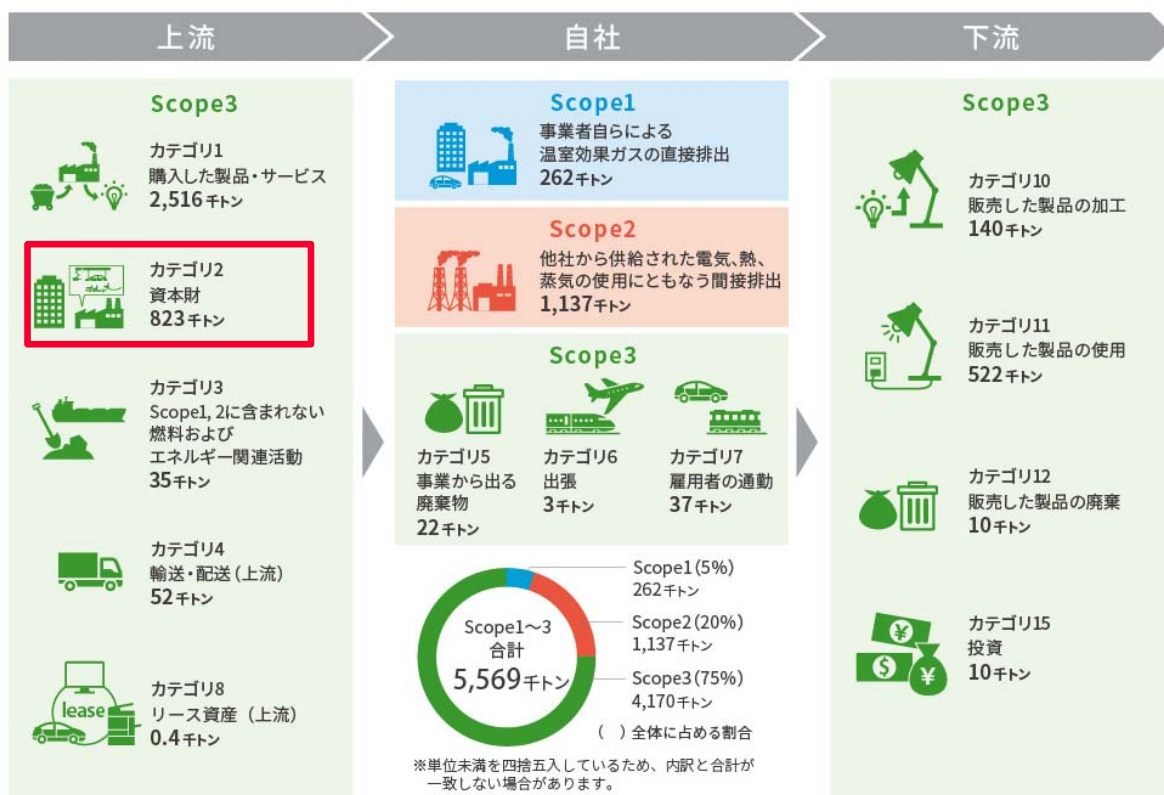 上流
自社
下流
Scope3
カテゴリ1
購入した製品・サービス
2,516千トン
カテゴリ2
資本財
823千トン
カテゴリ3
Scope1, 2に含まれない
燃料および
エネルギー関連活動
35千トン
カテゴリ4
輸送・配送（上流）
52千トン
lease
カテゴリ8
リース資産（上流）
0.4千トン
Scope1
事業者自らによる
温室効果ガスの直接排出
262千トン
Scope2
他社から供給された電気、熱、
蒸気の使用にともなう間接排出
1,137千トン
Scope3
カテゴリ5
事業から出る
廃棄物
22千トン
カテゴリ6
出張
3千トン
カテゴリ7
雇用者の通勤
37千トン
Scope1〜3
合計
5,569千トン
Scope1(5%)
262千トン
Scope2(20%)
1,137千トン
Scope3(75%)
4,170千トン
（　）全体に占める割合
※単位未満を四捨五入しているため、内訳と合計が
一致しない場合があります。
Scope3
カテゴリ10
販売した製品の加工
140千トン
カテゴリ11
販売した製品の使用
522千トン
カテゴリ12
販売した製品の廃棄
10千トン
¥
$
¥
カテゴリ15
投資
10千トン